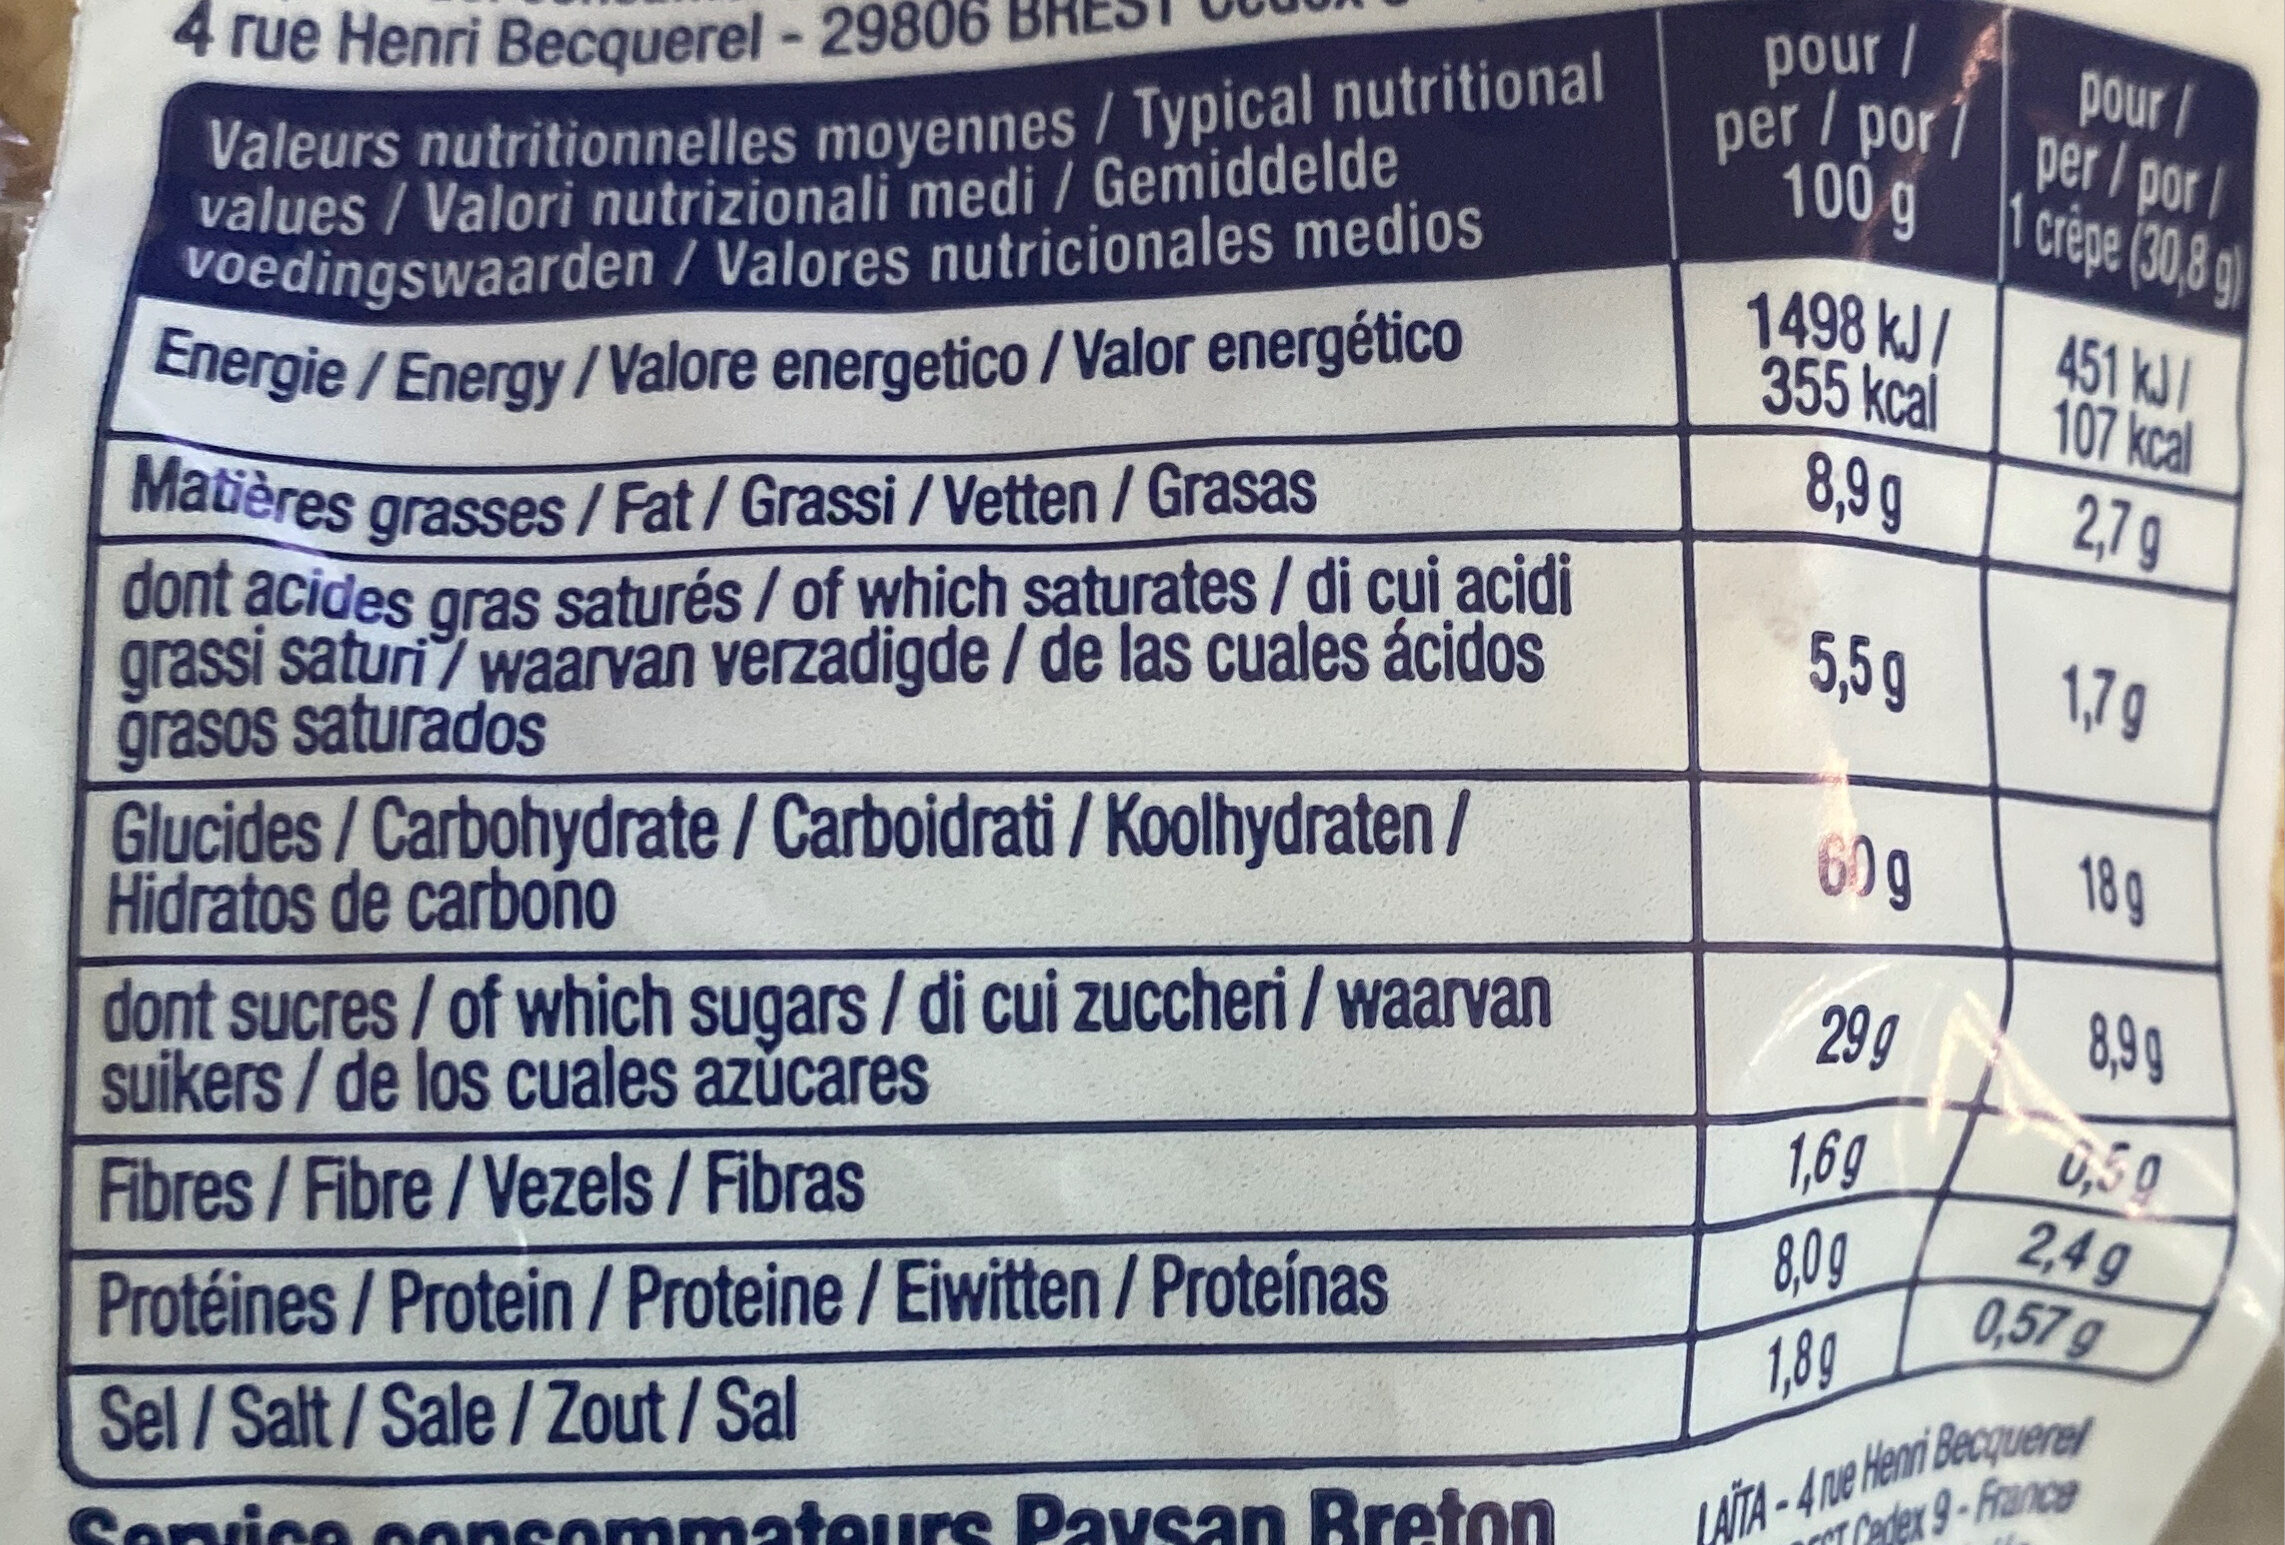 4 rue Henri Becquerel - 29806 BREST
Valeurs nutritionnelles moyennes / Typical nutritional
values / Valori nutrizionali medi / Gemiddelde
voedingswaarden / Valores nutricionales medios
pour /
per / por /
100 g
pour /
per / por /
1 crêpe (30,8 g)
Energie / Energy / Valore energetico / Valor energético
1498 kJ /
355 kcal
451 kJ /
107 kcal
Matières grasses / Fat / Grassi / Vetten / Grasas
8,9 g
2,7 g
dont acides gras saturés / of which saturates / di cui acidi
grassi saturi / waarvan verzadigde / de las cuales ácidos
grasos saturados
5,5 g
1,7 g
Glucides / Carbohydrate / Carboidrati / Koolhydraten /
Hidratos de carbono
60 g
18 g
dont sucres / of which sugars / di cui zuccheri / waarvan
suikers / de los cuales azúcares
29 g
8,9 g
Fibres / Fibre / Vezels / Fibras
1,6 g
0,5 g
Protéines / Protein / Proteine / Eiwitten / Proteínas
8,0 g
2,4 g
Sel / Salt / Sale / Zout / Sal
1,8 g
0,57 g
Service consommateurs Paysan Breton
LAÏTA - 4 rue Henri Becquerel
Cedex 9 - France